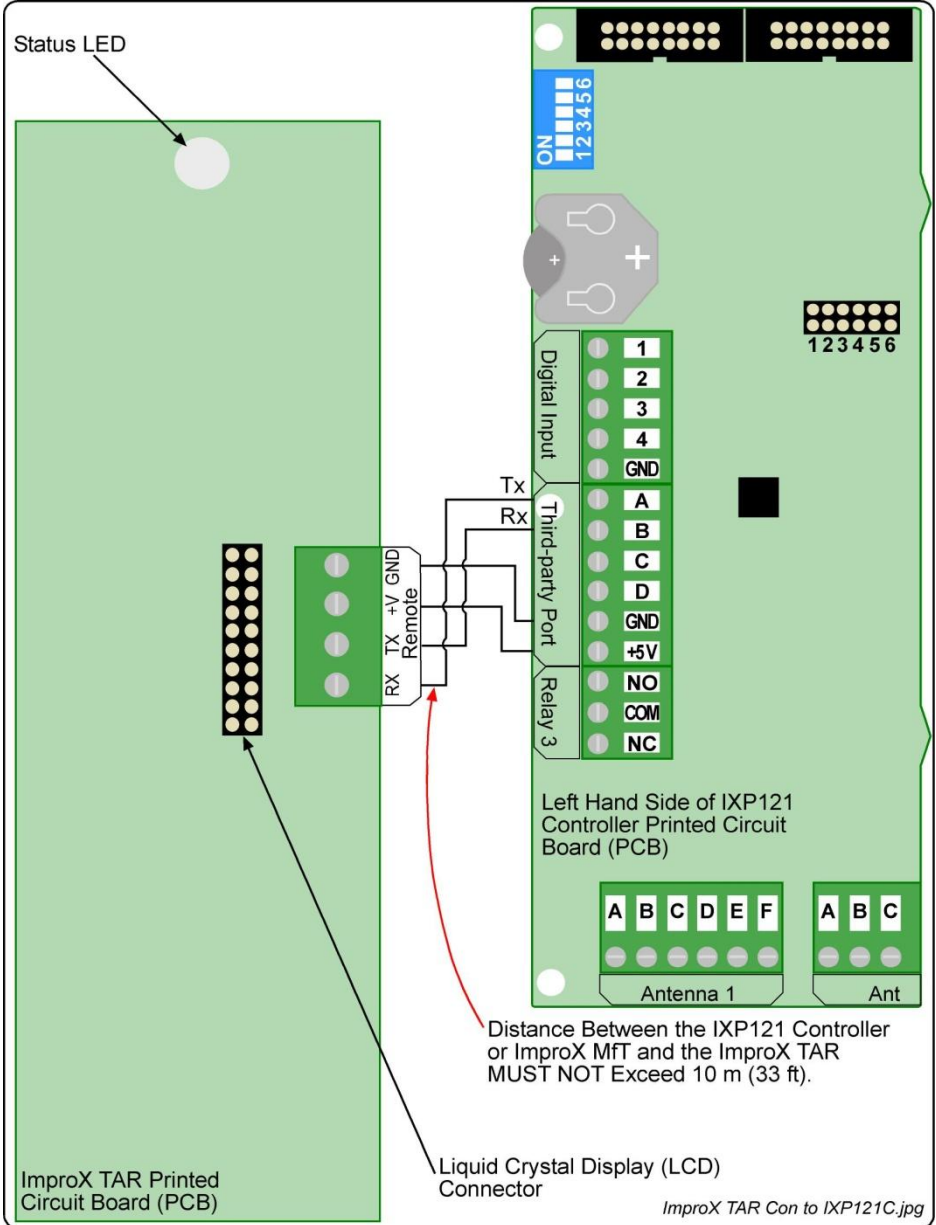 Status LED
ON
1 2 3 4 5 6
+
+
1 2 3 4 5 6
Digital Input
1
2
3
4
GND
Tx
Rx
Third-party Port
A
B
C
D
GND
+5V
Relay 3
NO
COM
NC
GND
+V
TX
RX
Remote
Left Hand Side of IXP121
Controller Printed Circuit
Board (PCB)
A B C D E F
Antenna 1
A B C
Ant
Distance Between the IXP121 Controller
or ImproX MfT and the ImproX TAR
MUST NOT Exceed 10 m (33 ft).
Liquid Crystal Display (LCD)
Connector
ImproX TAR Printed
Circuit Board (PCB)
ImproX TAR Con to IXP121C.jpg